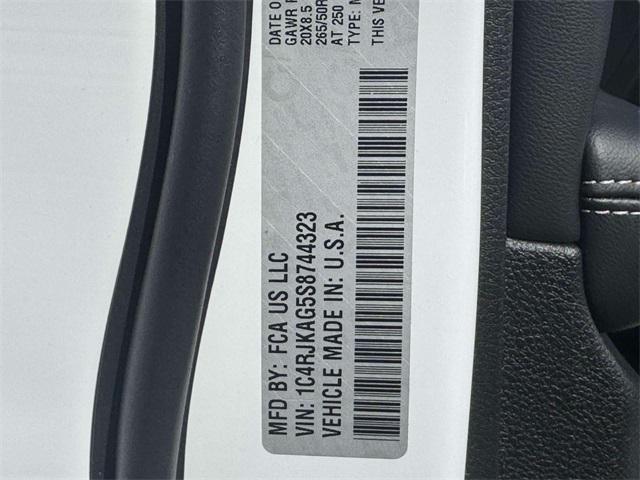 DATE O
GAWR F
20X8.5
265/50R
AT 250
TYPE:
THIS VE
MFD BY: FCA US LLC
VIN: 1C4RJKAG5S8744323
VEHICLE MADE IN: U.S.A.